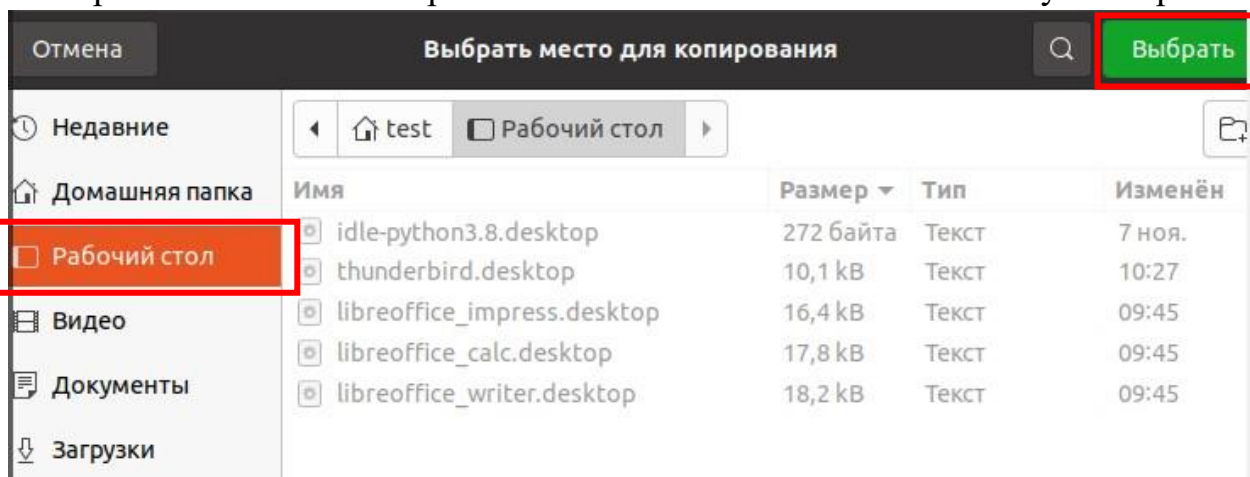 Отмена Выбрать место для копирования Выбрать
Недавние
test Рабочий стол
Домашняя папка
Имя Размер Тип Изменён
Рабочий стол
idle-python3.8.desktop 272 байта Текст 7 ноя.
thunderbird.desktop 10,1 kB Текст 10:27
Видео
libreoffice_impress.desktop 16,4 kB Текст 09:45
libreoffice_calc.desktop 17,8 kB Текст 09:45
Документы
libreoffice_writer.desktop 18,2 kB Текст 09:45
Загрузки